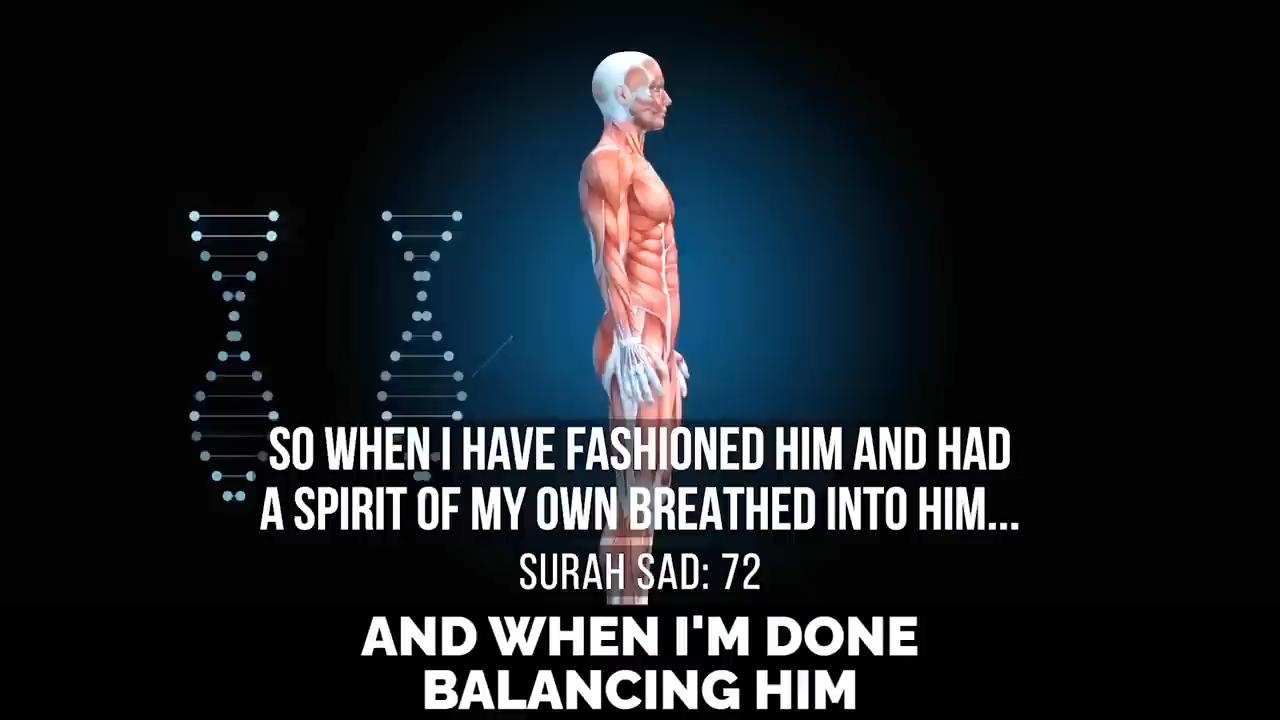 SO WHEN I HAVE FASHIONED HIM AND HAD
A SPIRIT OF MY OWN BREATHED INTO HIM...
SURAH SAD: 72
AND WHEN I'M DONE
BALANCING HIM